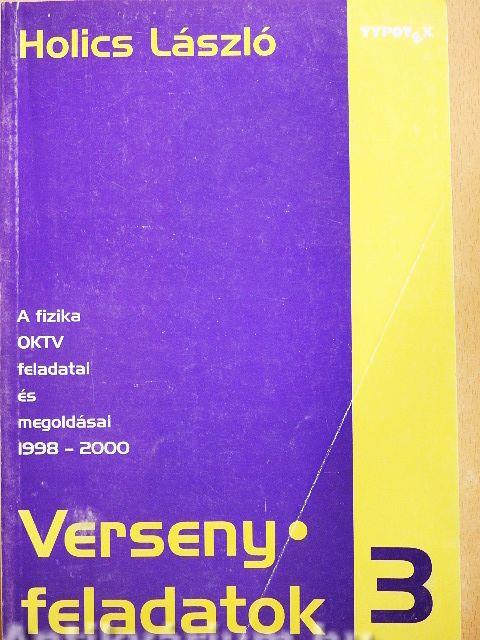 Holics László
TYPOTEX
A fizika
OKTV
feladatai
és
megoldásai
1998 - 2000
Verseny•
feladatok
3